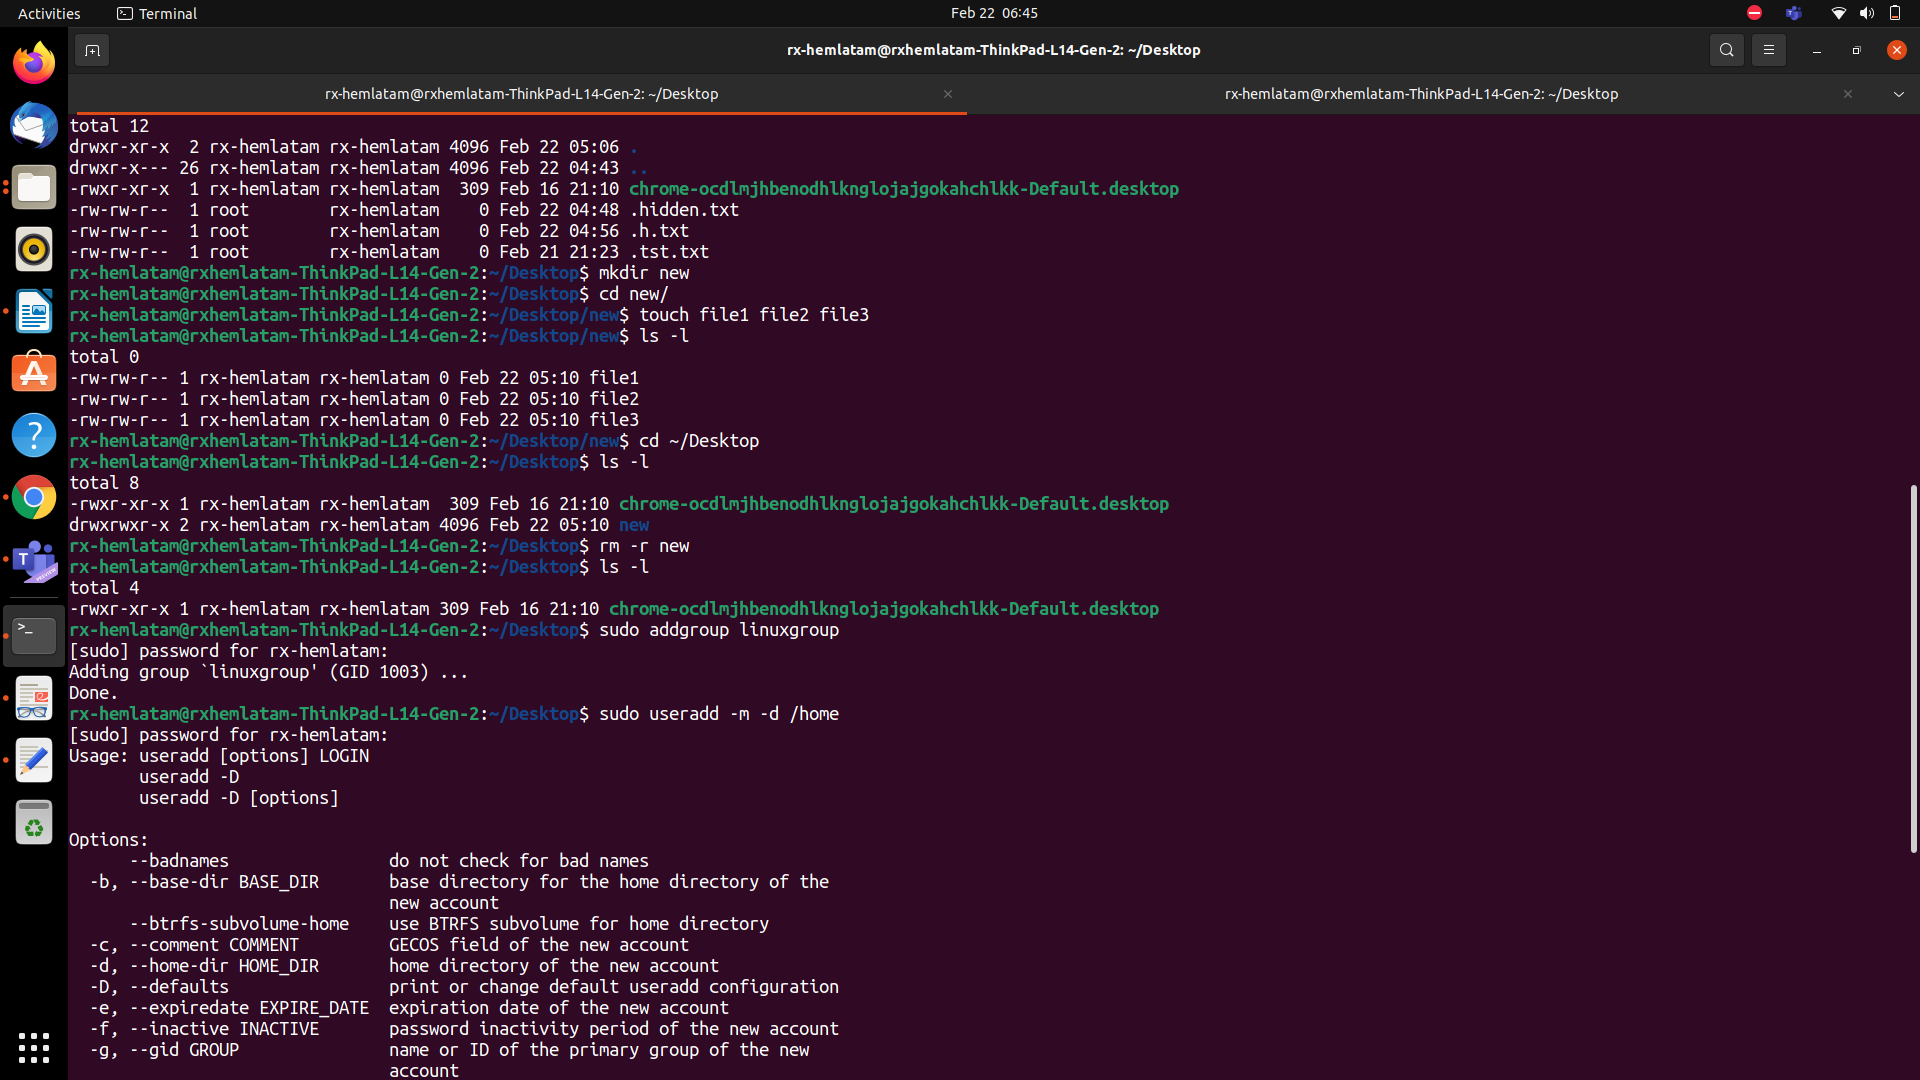 Activities
Terminal
Feb 22  06:45
rx-hemlatam@rxhemlatam-ThinkPad-L14-Gen-2: ~/Desktop
rx-hemlatam@rxhemlatam-ThinkPad-L14-Gen-2: ~/Desktop
rx-hemlatam@rxhemlatam-ThinkPad-L14-Gen-2: ~/Desktop
total 12
drwxr-xr-x  2 rx-hemlatam rx-hemlatam 4096 Feb 22 05:06 .
drwxr-x--- 26 rx-hemlatam rx-hemlatam 4096 Feb 22 04:43 ..
-rwxr-xr-x  1 rx-hemlatam rx-hemlatam  309 Feb 16 21:10 chrome-ocdlmjhbenodhlknglojajgokahchlkk-Default.desktop
-rw-rw-r--  1 root        rx-hemlatam    0 Feb 22 04:48 .hidden.txt
-rw-rw-r--  1 root        rx-hemlatam    0 Feb 22 04:56 .h.txt
-rw-rw-r--  1 root        rx-hemlatam    0 Feb 21 21:23 .tst.txt
rx-hemlatam@rxhemlatam-ThinkPad-L14-Gen-2:~/Desktop$ mkdir new
rx-hemlatam@rxhemlatam-ThinkPad-L14-Gen-2:~/Desktop$ cd new/
rx-hemlatam@rxhemlatam-ThinkPad-L14-Gen-2:~/Desktop/new$ touch file1 file2 file3
rx-hemlatam@rxhemlatam-ThinkPad-L14-Gen-2:~/Desktop/new$ ls -l
total 0
-rw-rw-r-- 1 rx-hemlatam rx-hemlatam 0 Feb 22 05:10 file1
-rw-rw-r-- 1 rx-hemlatam rx-hemlatam 0 Feb 22 05:10 file2
-rw-rw-r-- 1 rx-hemlatam rx-hemlatam 0 Feb 22 05:10 file3
rx-hemlatam@rxhemlatam-ThinkPad-L14-Gen-2:~/Desktop/new$ cd ~/Desktop
rx-hemlatam@rxhemlatam-ThinkPad-L14-Gen-2:~/Desktop$ ls -l
total 8
-rwxr-xr-x 1 rx-hemlatam rx-hemlatam  309 Feb 16 21:10 chrome-ocdlmjhbenodhlknglojajgokahchlkk-Default.desktop
drwxrwxr-x 2 rx-hemlatam rx-hemlatam 4096 Feb 22 05:10 new
rx-hemlatam@rxhemlatam-ThinkPad-L14-Gen-2:~/Desktop$ rm -r new
rx-hemlatam@rxhemlatam-ThinkPad-L14-Gen-2:~/Desktop$ ls -l
total 4
-rwxr-xr-x 1 rx-hemlatam rx-hemlatam 309 Feb 16 21:10 chrome-ocdlmjhbenodhlknglojajgokahchlkk-Default.desktop
rx-hemlatam@rxhemlatam-ThinkPad-L14-Gen-2:~/Desktop$ sudo addgroup linuxgroup
[sudo] password for rx-hemlatam:
Adding group `linuxgroup' (GID 1003) ...
Done.
rx-hemlatam@rxhemlatam-ThinkPad-L14-Gen-2:~/Desktop$ sudo useradd -m -d /home
[sudo] password for rx-hemlatam:
Usage: useradd [options] LOGIN
       useradd -D
       useradd -D [options]

Options:
      --badnames                do not check for bad names
  -b, --base-dir BASE_DIR       base directory for the home directory of the
                                new account
      --btrfs-subvolume-home    use BTRFS subvolume for home directory
  -c, --comment COMMENT         GECOS field of the new account
  -d, --home-dir HOME_DIR       home directory of the new account
  -D, --defaults                print or change default useradd configuration
  -e, --expiredate EXPIRE_DATE  expiration date of the new account
  -f, --inactive INACTIVE       password inactivity period of the new account
  -g, --gid GROUP               name or ID of the primary group of the new
                                account